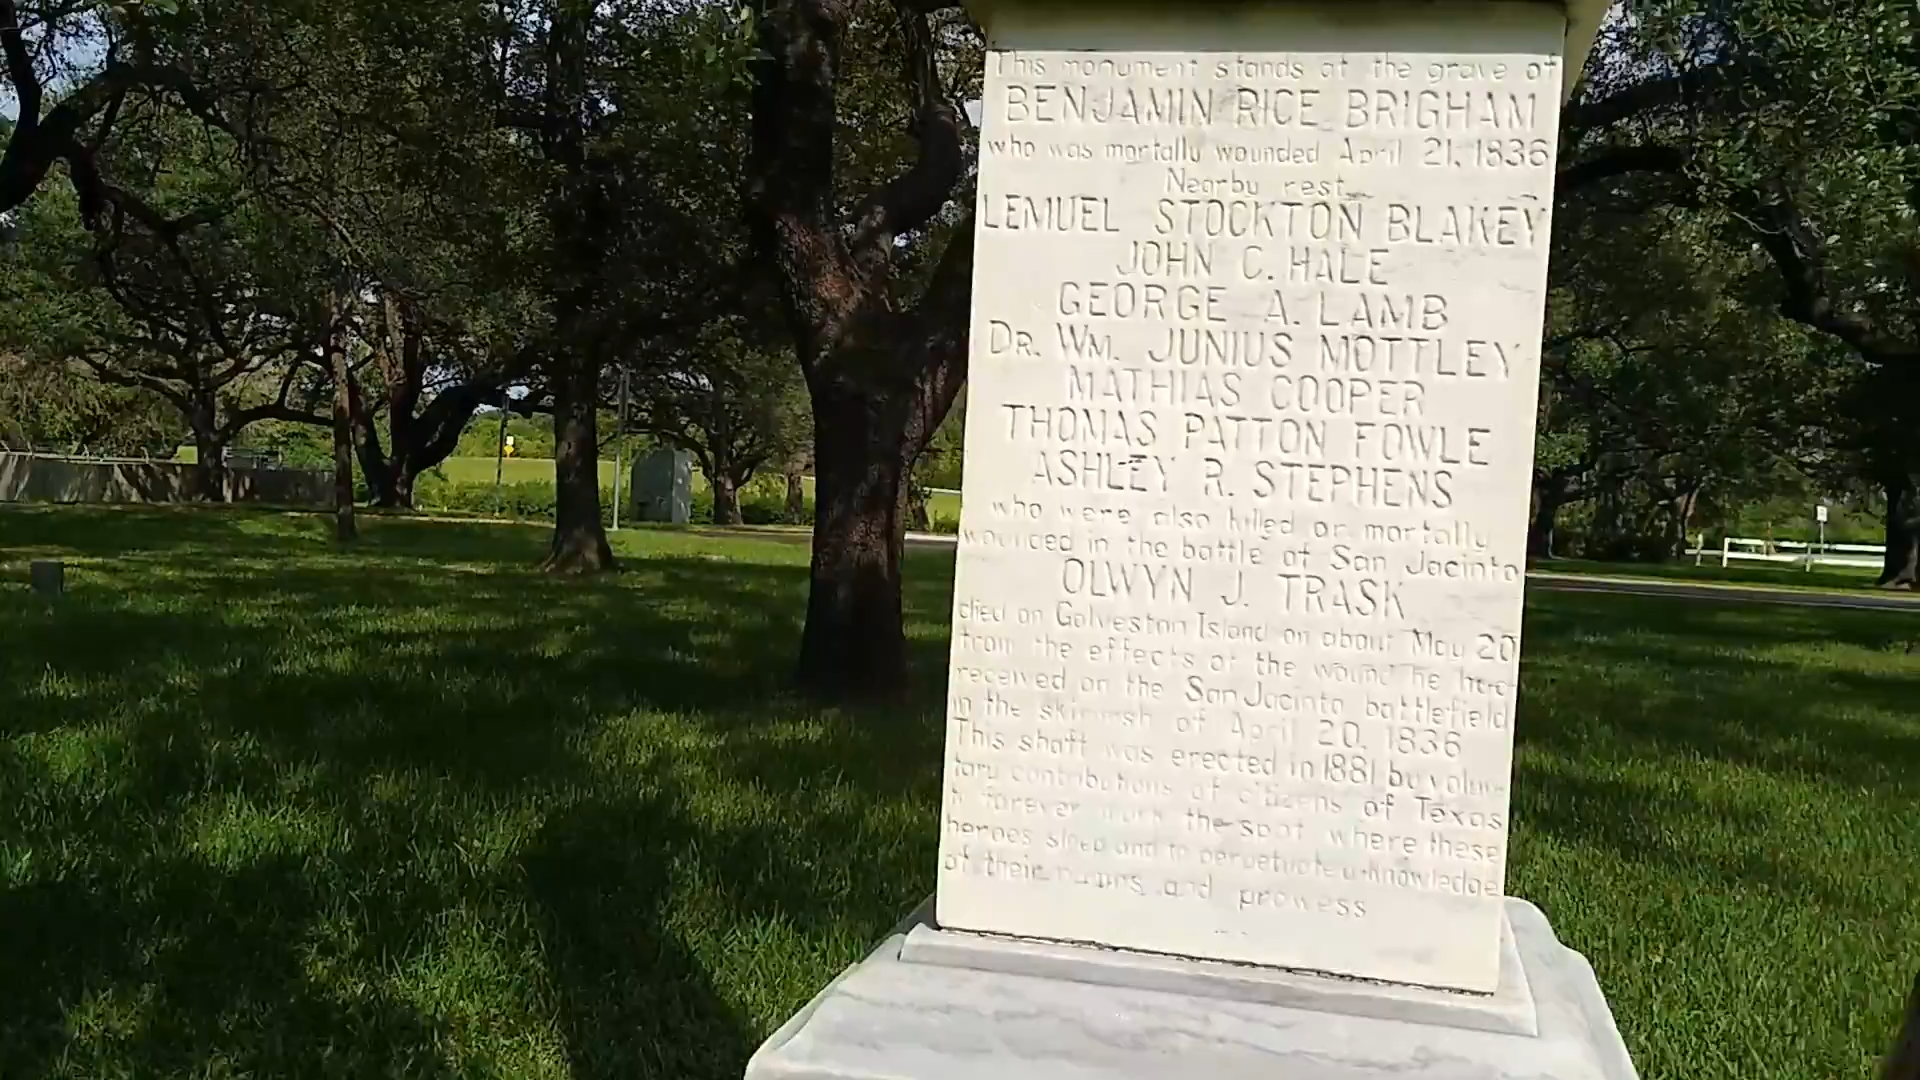 This monument stands at the grave of
BENJAMIN RICE BRIGHAM
who was mortally wounded April 21, 1836
Nearby rest
LEMUEL STOCKTON BLAKEY
JOHN C. HALE
GEORGE A. LAMB
DR. WM. JUNIUS MOTTLEY
MATHIAS COOPER
THOMAS PATTON FOWLE
ASHLEY R. STEPHENS
who were also killed or mortally
wounded in the battle of San Jacinto
OLWYN J. TRASK
died on Galveston Island on about May 20
from the effects of the wound he here
received on the San Jacinto battlefield
in the skirmish of April 20, 1836
This shaft was erected in 1881 by volun-
tary contributions of citizens of Texas
to forever mark the spot where these
heroes sleep and to perpetuate a knowledge
of their names and prowess